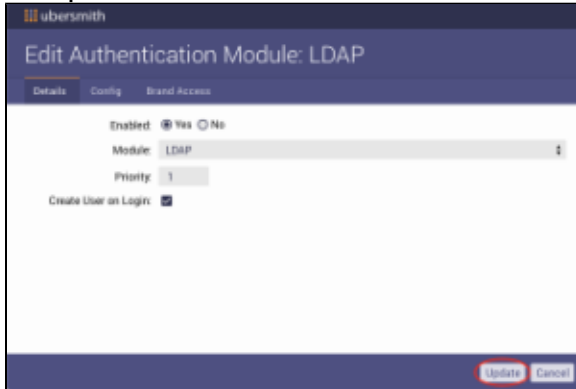 ubersmith
Edit Authentication Module: LDAP
Details Config Brand Access
Enabled: Yes No
Module: LDAP
Priority: 1
Create User on Login:
Update Cancel